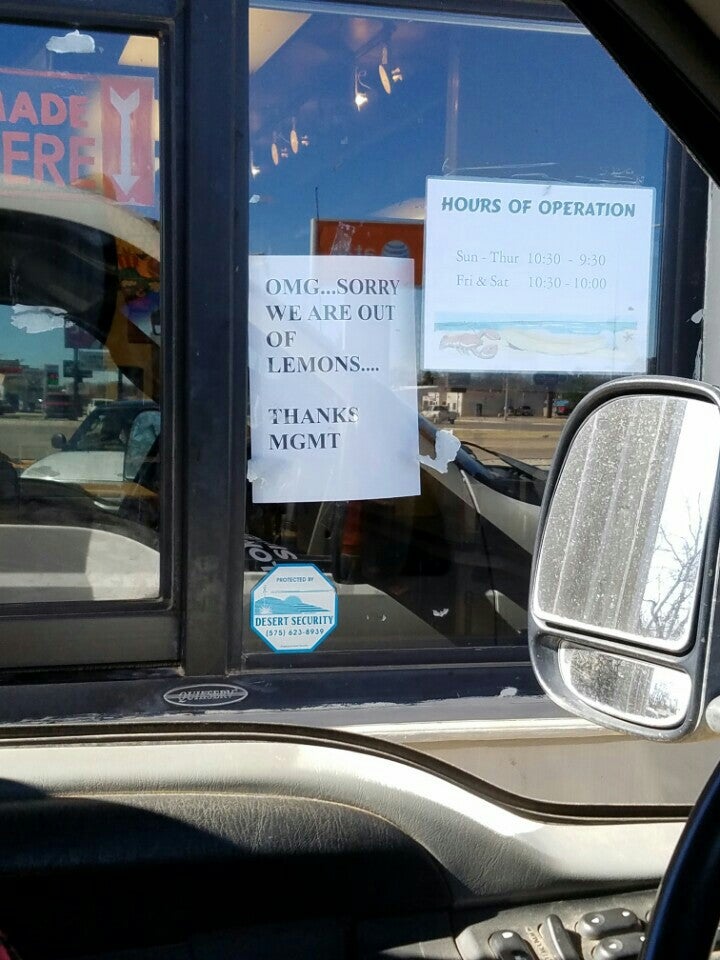 MADE
HERE
HOURS OF OPERATION
Sun - Thur 10:30 - 9:30
Fri & Sat 10:30 - 10:00
OMG...SORRY
WE ARE OUT
OF
LEMONS....
THANKS
MGMT
PROTECTED BY
DESERT SECURITY
(575) 623-8939
QUIKSERV